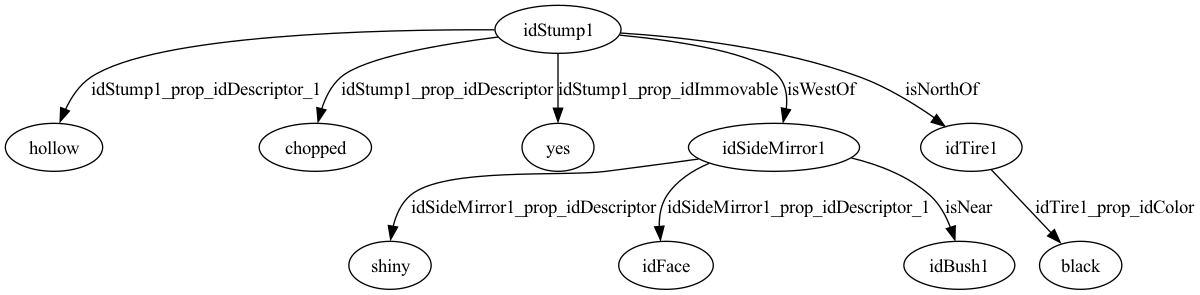 idStump1
idStump1_prop_idDescriptor_1 idStump1_prop_idDescriptor idStump1_prop_idImmovable isWestOf isNorthOf
hollow chopped yes idSideMirror1 idTire1
idSideMirror1_prop_idDescriptor idSideMirror1_prop_idDescriptor_1 isNear idTire1_prop_idColor
shiny idFace idBush1 black